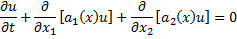 ∂u/∂t + ∂/∂x₁ [a₁(x)u] + ∂/∂x₂ [a₂(x)u] = 0